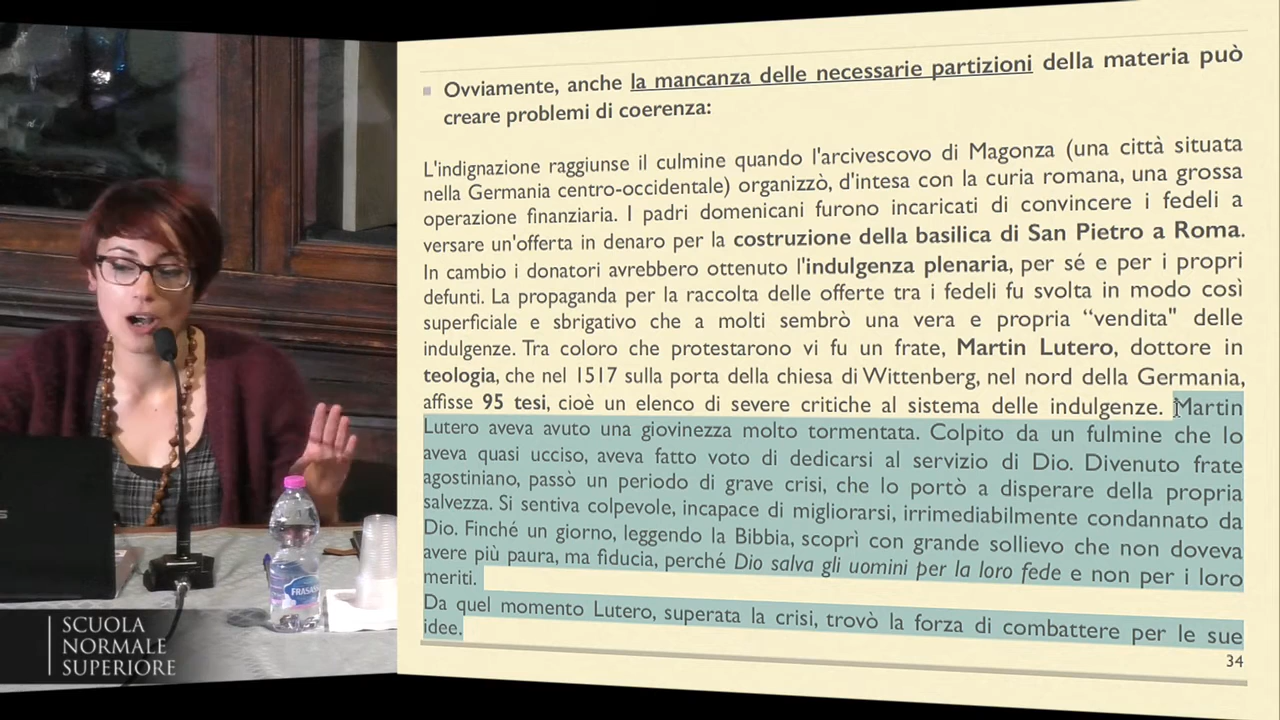 Ovviamente, anche la mancanza delle necessarie partizioni della materia può
creare problemi di coerenza:
L'indignazione raggiunse il culmine quando l'arcivescovo di Magonza (una città situata
nella Germania centro-occidentale) organizzò, d'intesa con la curia romana, una grossa
operazione finanziaria. I padri domenicani furono incaricati di convincere i fedeli a
versare un'offerta in denaro per la costruzione della basilica di San Pietro a Roma.
In cambio i donatori avrebbero ottenuto l'indulgenza plenaria, per sé e per i propri
defunti. La propaganda per la raccolta delle offerte tra i fedeli fu svolta in modo così
superficiale e sbrigativo che a molti sembrò una vera e propria “vendita" delle
indulgenze. Tra coloro che protestarono vi fu un frate, Martin Lutero, dottore in
teologia, che nel 1517 sulla porta della chiesa di Wittenberg, nel nord della Germania,
affisse 95 tesi, cioè un elenco di severe critiche al sistema delle indulgenze. Martin
Lutero aveva avuto una giovinezza molto tormentata. Colpito da un fulmine che lo
aveva quasi ucciso, aveva fatto voto di dedicarsi al servizio di Dio. Divenuto frate
agostiniano, passò un periodo di grave crisi, che lo portò a disperare della propria
salvezza. Si sentiva colpevole, incapace di migliorarsi, irrimediabilmente condannato da
Dio. Finché un giorno, leggendo la Bibbia, scoprì con grande sollievo che non doveva
avere più paura, ma fiducia, perché Dio salva gli uomini per la loro fede e non per i loro
meriti.
Da quel momento Lutero, superata la crisi, trovò la forza di combattere per le sue
idee.
34
SCUOLA
NORMALE
SUPERIORE